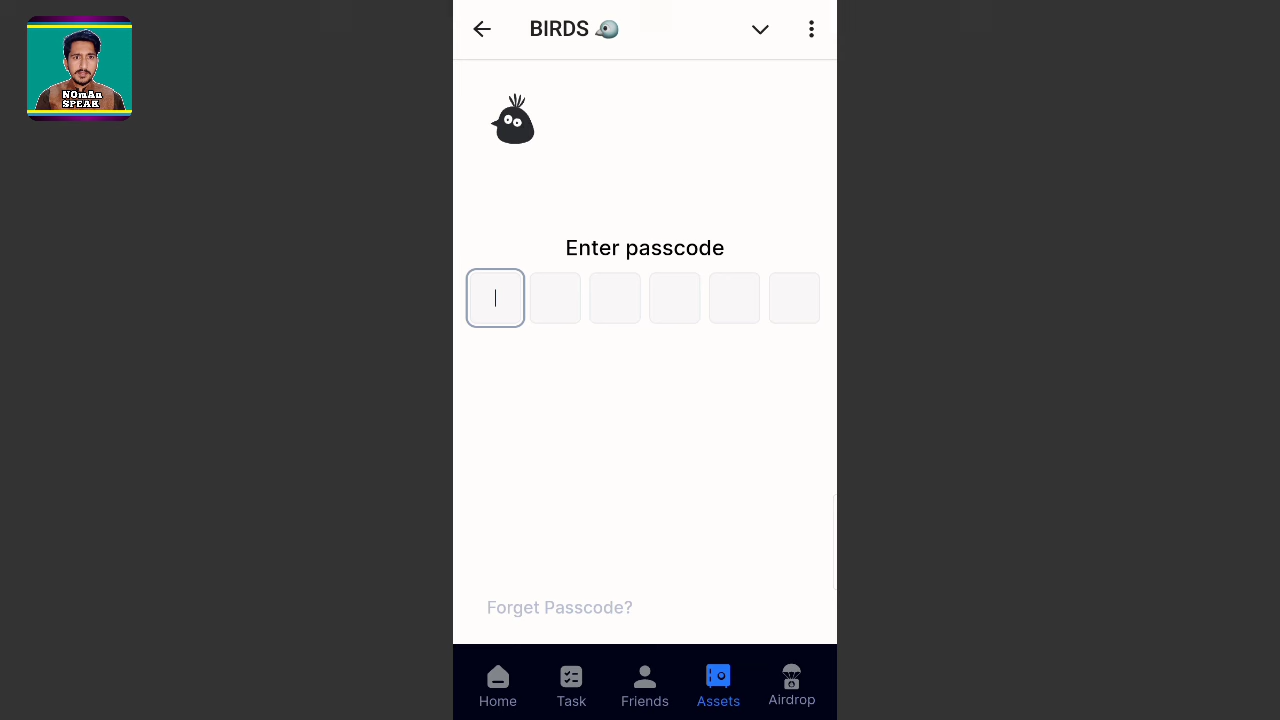 NOmAn
SPEAK
BIRDS
Enter passcode
Forget Passcode?
Home
Task
Friends
Assets
Airdrop